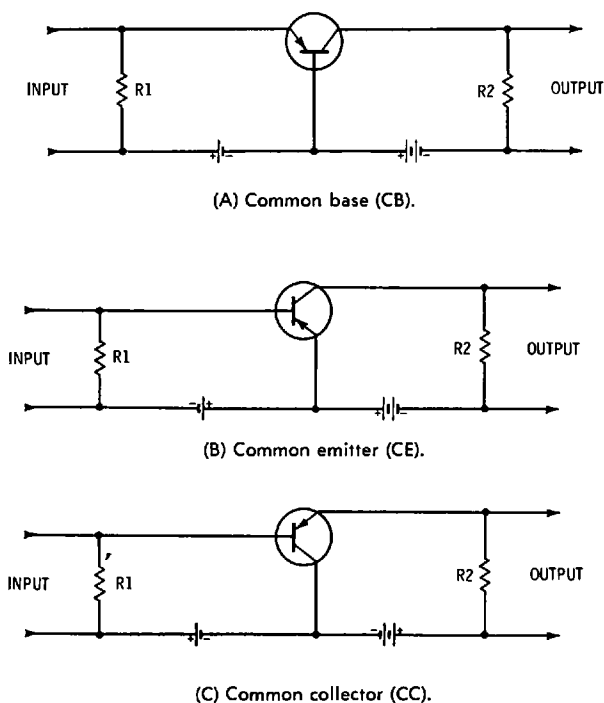 INPUT R1 R2 OUTPUT
+ - + -
(A) Common base (CB).
INPUT R1 R2 OUTPUT
- + + -
(B) Common emitter (CE).
INPUT R1 R2 OUTPUT
+ - - +
(C) Common collector (CC).